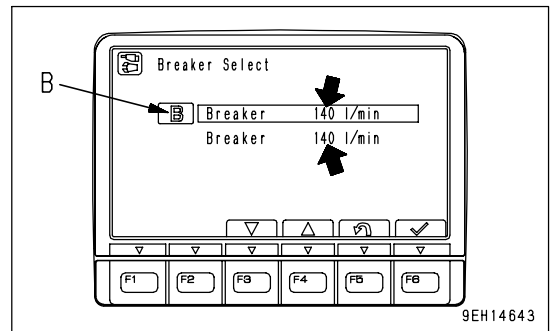 Breaker Select
B
B Breaker 140 l/min
Breaker 140 l/min
F1 F2 F3 F4 F5 F6
9EH14643